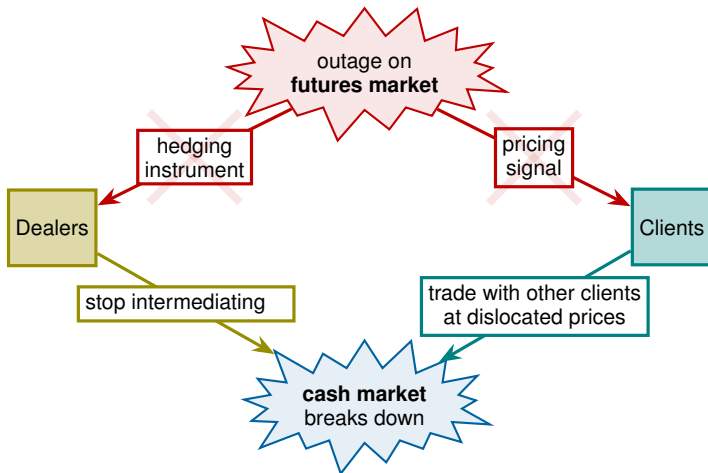 outage on
futures market
hedging
instrument
pricing
signal
Dealers
Clients
stop intermediating
trade with other clients
at dislocated prices
cash market
breaks down